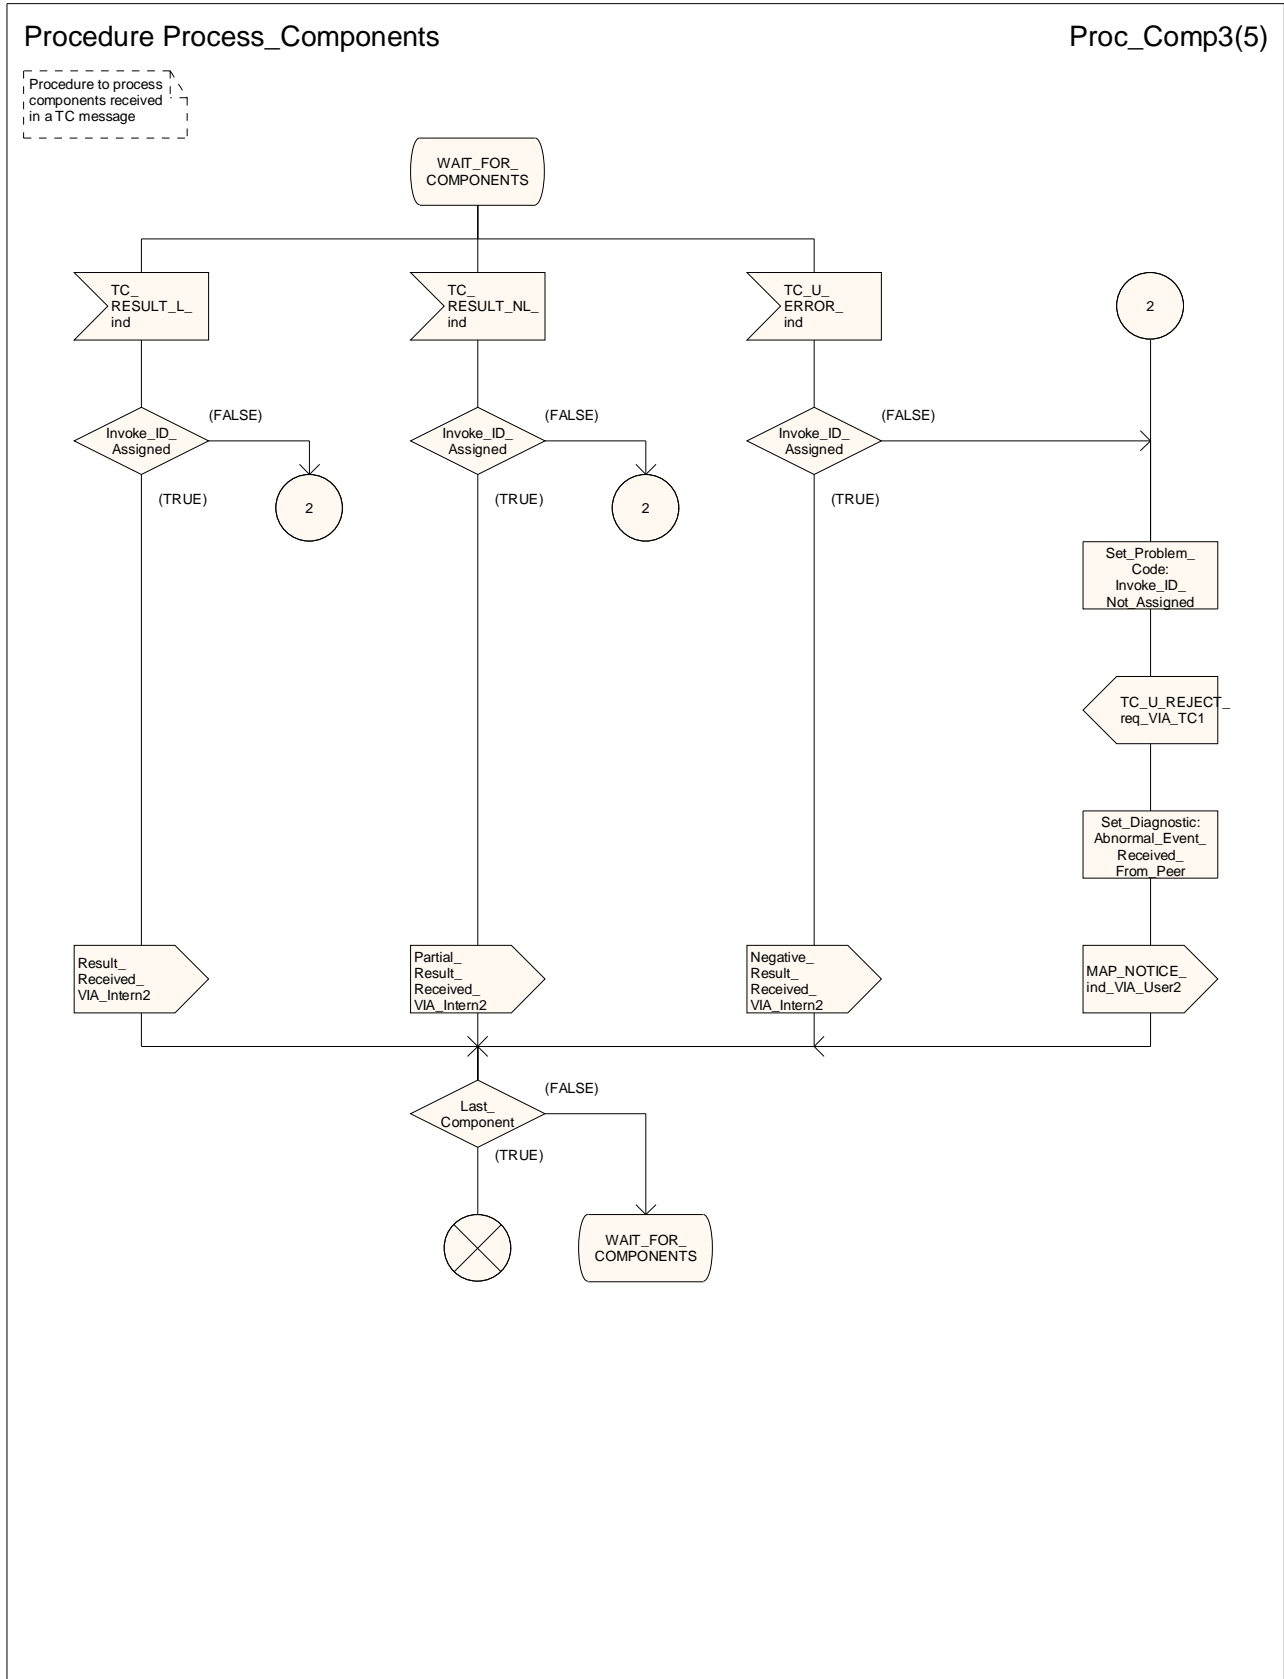 Procedure Process_Components
Proc_Comp3(5)
Procedure to process
components received
in a TC message
WAIT_FOR_
COMPONENTS
TC_
RESULT_L_
ind
TC_
RESULT_NL_
ind
TC_U_
ERROR_
ind
2
Invoke_ID_
Assigned
(FALSE)
(TRUE)
2
Invoke_ID_
Assigned
(FALSE)
(TRUE)
2
Invoke_ID_
Assigned
(FALSE)
(TRUE)
Set_Problem_
Code:
Invoke_ID_
Not_Assigned
TC_U_REJECT_
req_VIA_TC1
Set_Diagnostic:
Abnormal_Event_
Received_
From_Peer
Result_
Received_
VIA_Intern2
Partial_
Result_
Received_
VIA_Intern2
Negative_
Result_
Received_
VIA_Intern2
MAP_NOTICE_
ind_VIA_User2
Last_
Component
(FALSE)
(TRUE)
WAIT_FOR_
COMPONENTS